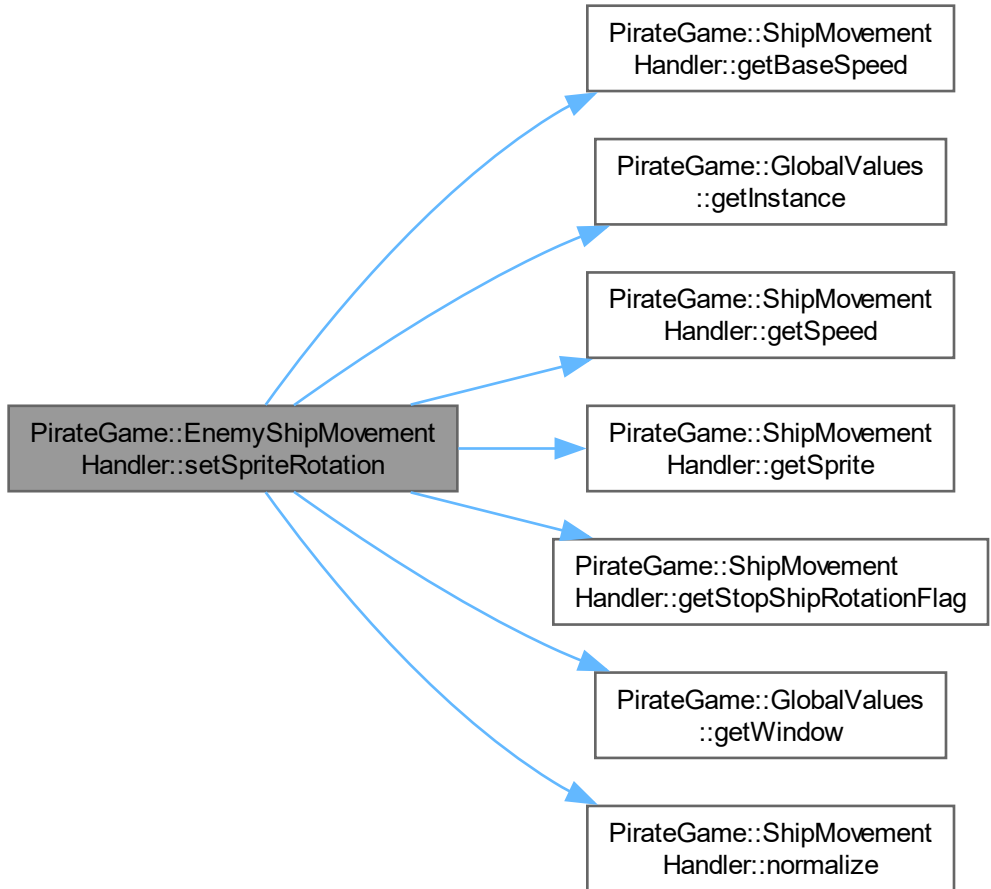 PirateGame::ShipMovement
Handler::getBaseSpeed
PirateGame::GlobalValues
::getInstance
PirateGame::ShipMovement
Handler::getSpeed
PirateGame::EnemyShipMovement
Handler::setSpriteRotation
PirateGame::ShipMovement
Handler::getSprite
PirateGame::ShipMovement
Handler::getStopShipRotationFlag
PirateGame::GlobalValues
::getWindow
PirateGame::ShipMovement
Handler::normalize